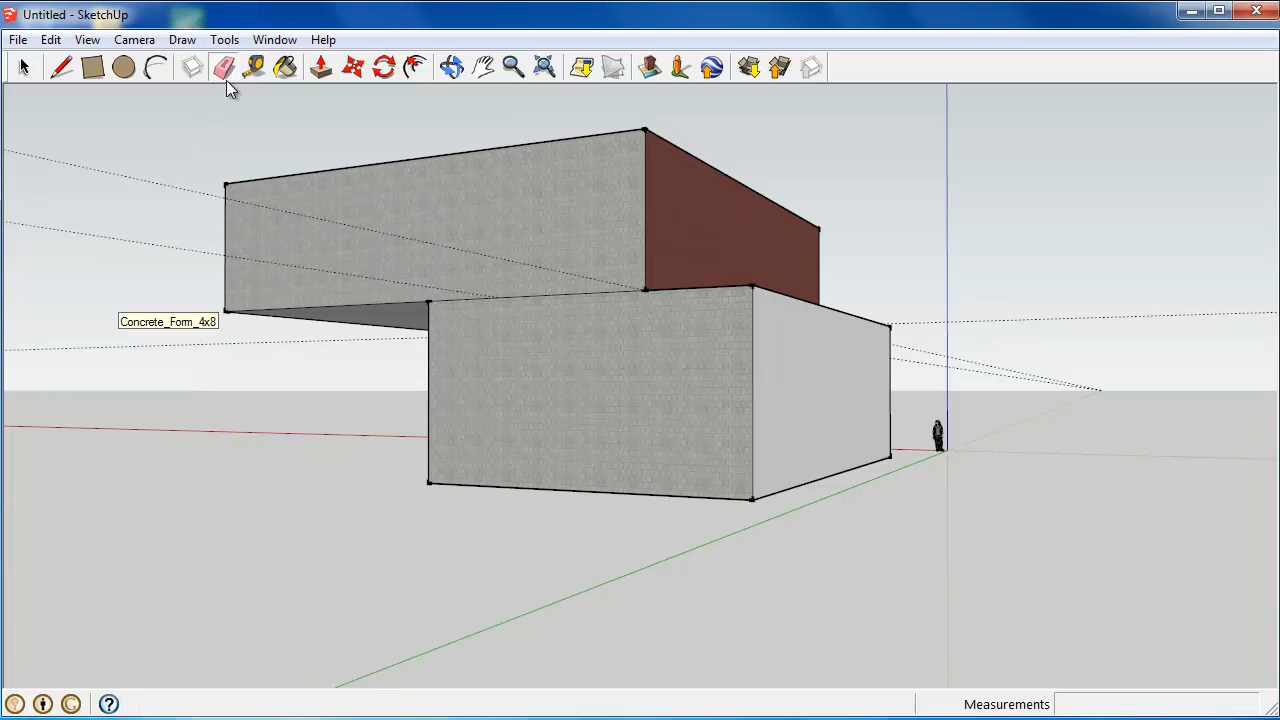 Untitled - SketchUp
File Edit View Camera Draw Tools Window Help
Concrete_Form_4x8
Measurements